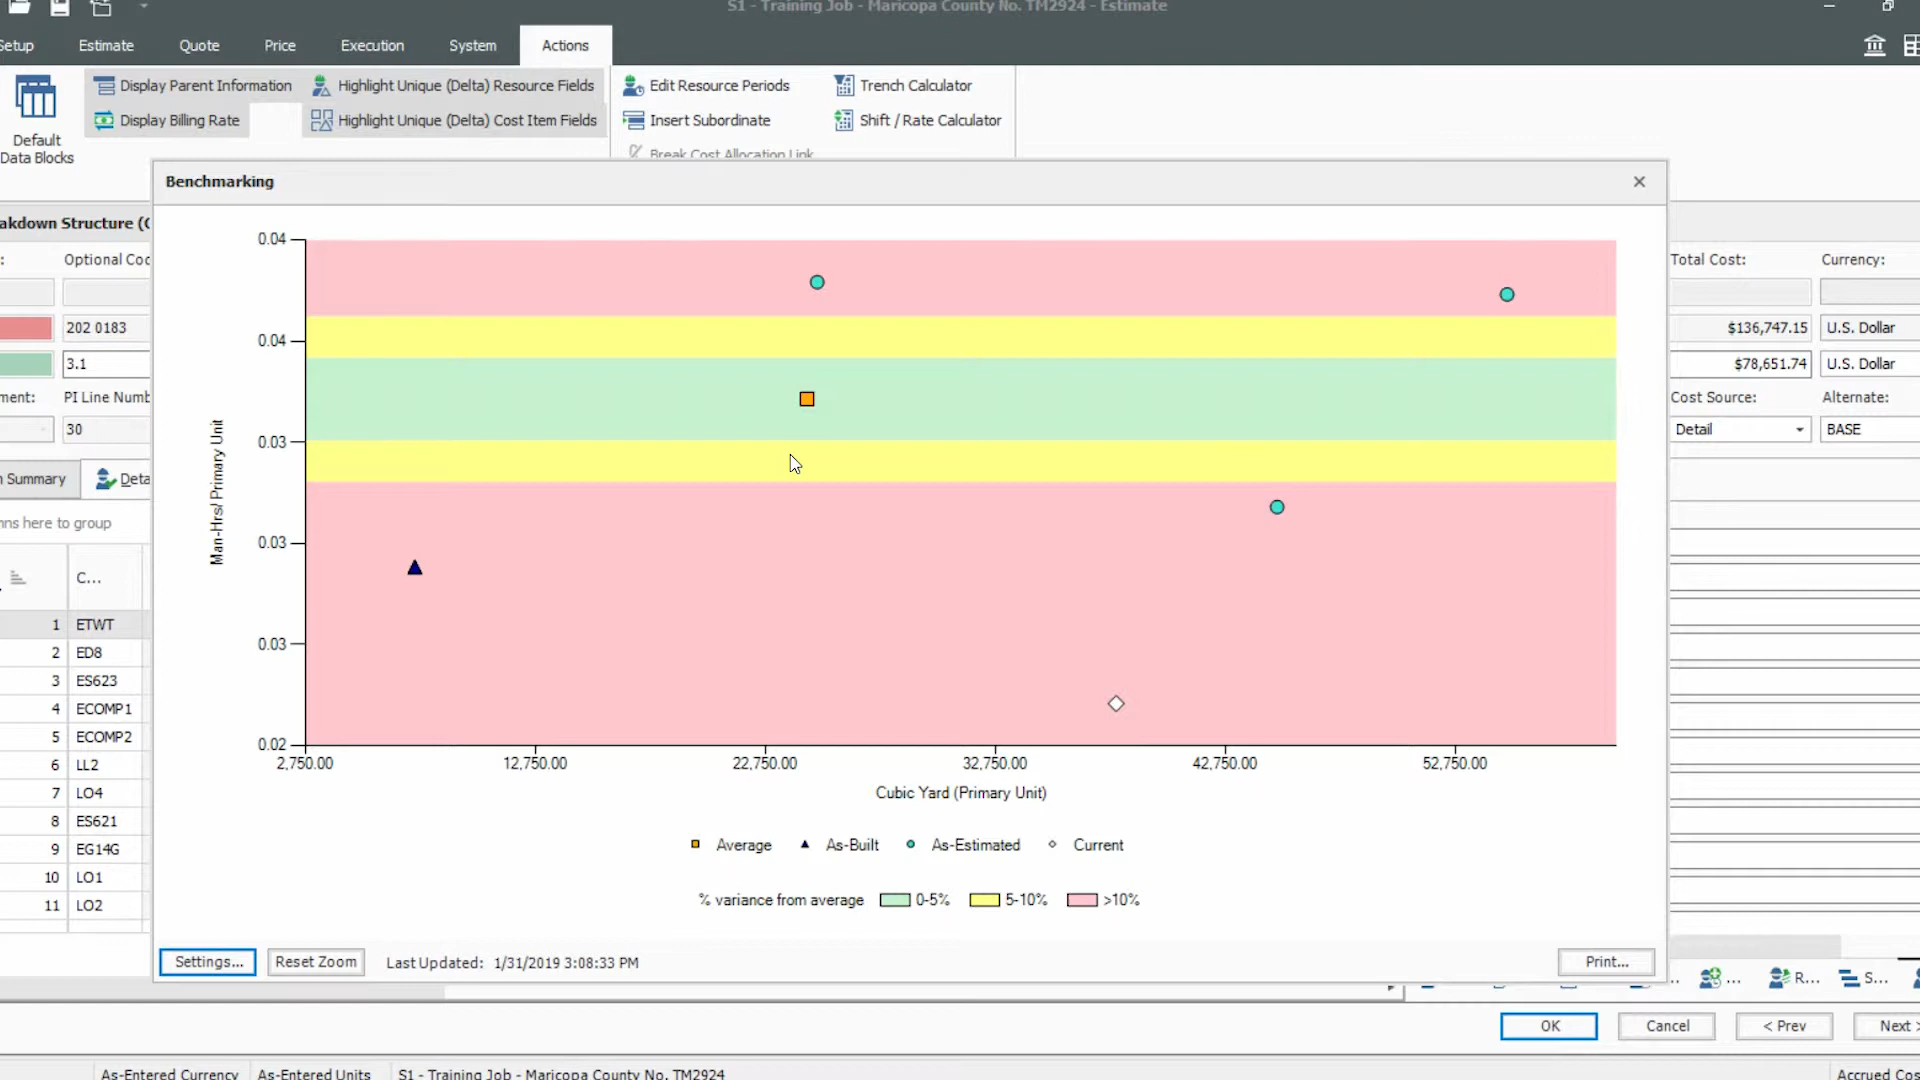 S1 - Training Job - Maricopa County No. TM2924 - Estimate
Setup Estimate Quote Price Execution System Actions
Display Parent Information Highlight Unique (Delta) Resource Fields Edit Resource Periods Trench Calculator
Display Billing Rate Highlight Unique (Delta) Cost Item Fields Insert Subordinate Shift / Rate Calculator
Default
Data Blocks
Break Cost Allocation Link
Benchmarking
akdown Structure (C
: Optional Coc
Total Cost: Currency:
202 0183
$136,747.15 U.S. Dollar
3.1
$78,651.74 U.S. Dollar
ment: PI Line Numb
Cost Source: Alternate:
30
Detail BASE
n Summary Deta
ns here to group
C...
1 ETWT
2 ED8
3 ES623
4 ECOMP1
5 ECOMP2
6 LL2
7 LO4
8 ES621
9 EG14G
10 LO1
11 LO2
Man-Hrs/ Primary Unit
0.04
0.04
0.03
0.03
0.03
0.02
2,750.00 12,750.00 22,750.00 32,750.00 42,750.00 52,750.00
Cubic Yard (Primary Unit)
Average As-Built As-Estimated Current
% variance from average 0-5% 5-10% >10%
Settings... Reset Zoom Last Updated: 1/31/2019 3:08:33 PM Print...
... R... S...
OK Cancel < Prev Next >
As-Entered Currency As-Entered Units S1 - Training Job - Maricopa County No. TM2924 Accrued Cos